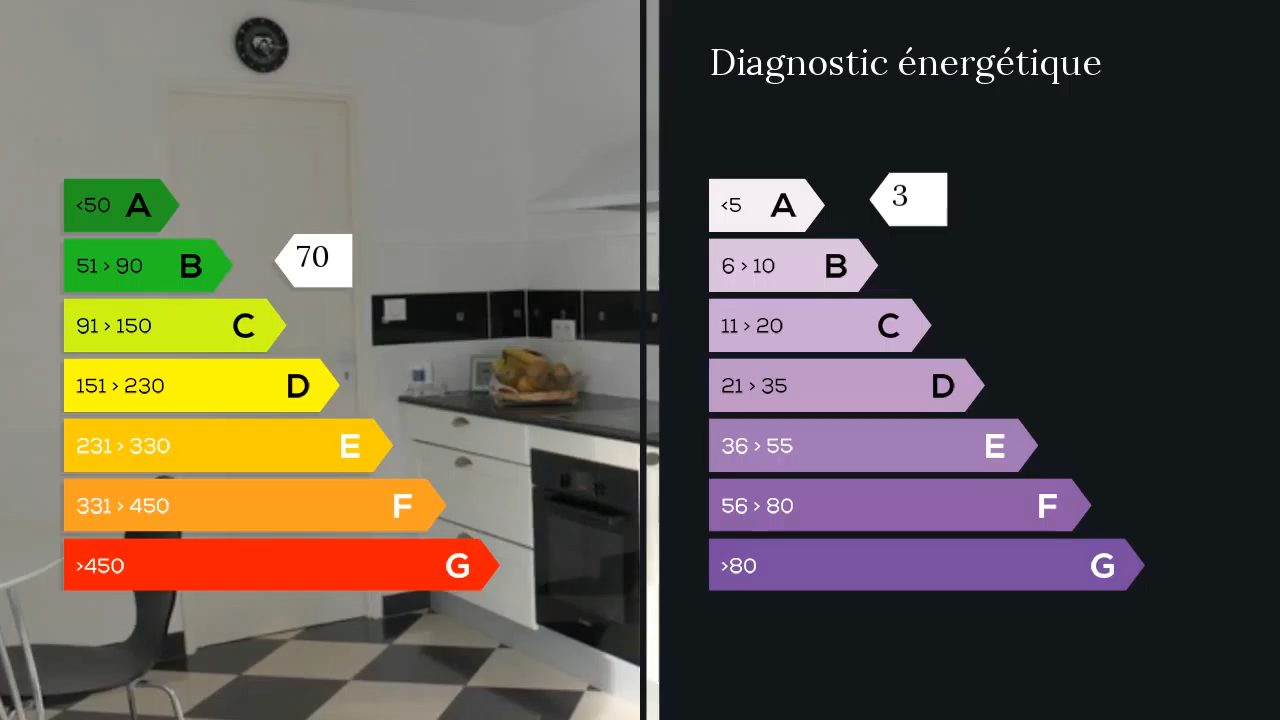 Diagnostic énergétique
<50 A
51 > 90 B
70
91 > 150 C
151 > 230 D
231 > 330 E
331 > 450 F
>450 G
<5 A
3
6 > 10 B
11 > 20 C
21 > 35 D
36 > 55 E
56 > 80 F
>80 G